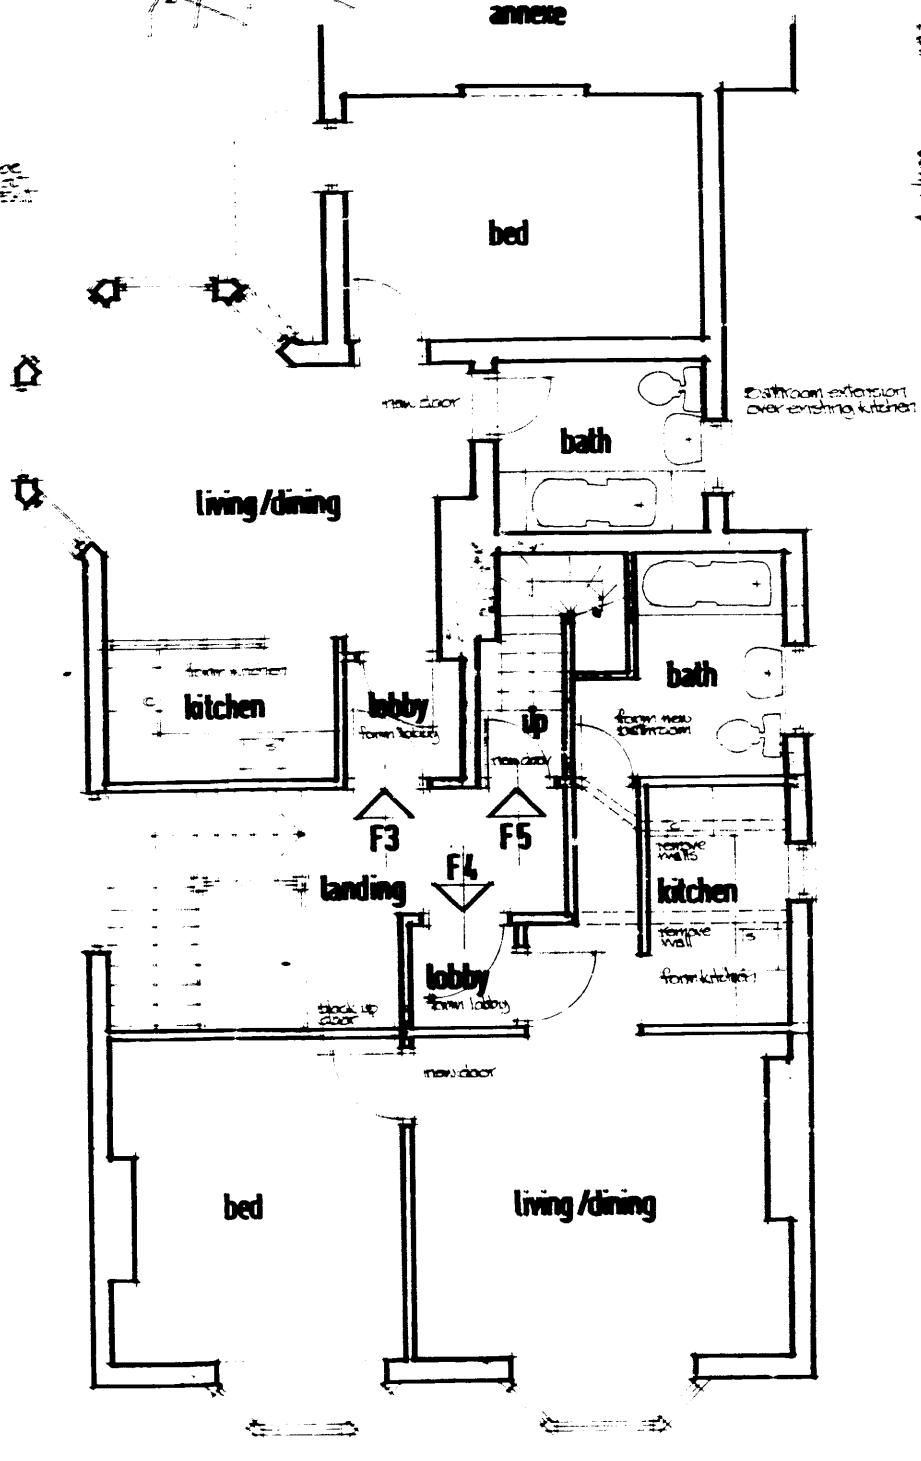 annexe
bed
new door
Bathroom extension
over existing kitchen
bath
living/dining
form kitchen
kitchen
lobby
form lobby
up
new door
bath
form new
bathroom
F3
F5
F4
landing
remove
walls
kitchen
remove
wall
form kitchen
lobby
form lobby
block up
door
new door
bed
living/dining